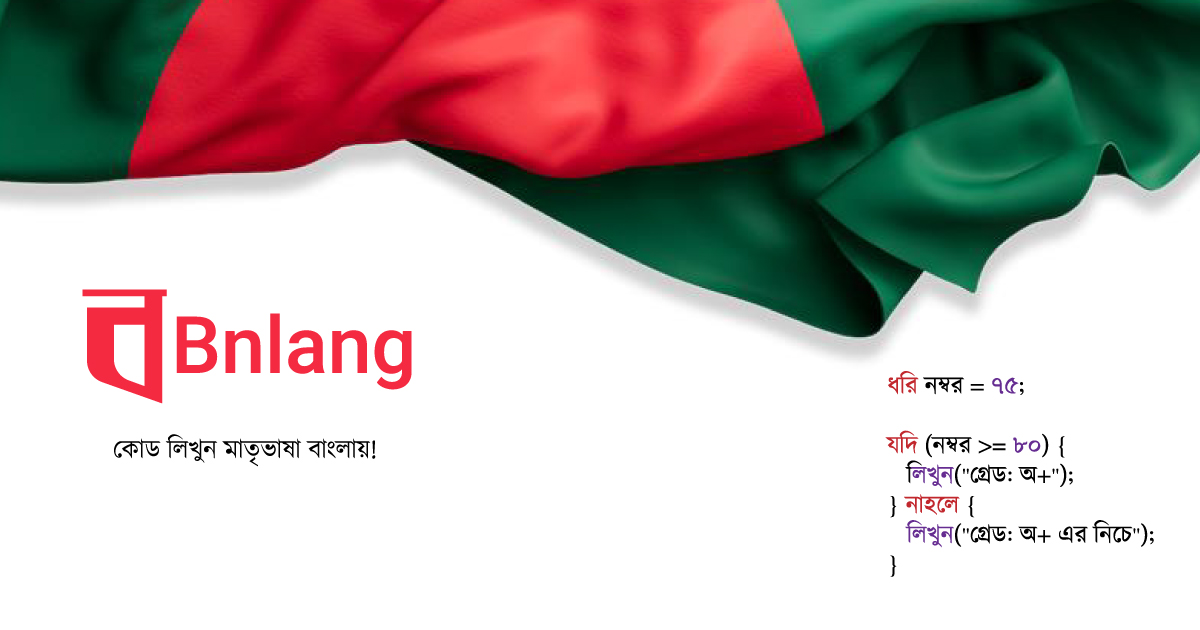 Bnlang
কোড লিখুন মাতৃভাষা বাংলায়!
ধরি নম্বর = ৭৫;
যদি (নম্বর >= ৮০) {
লিখুন("গ্রেড: অ+");
} নাহলে {
লিখুন("গ্রেড: অ+ এর নিচে");
}